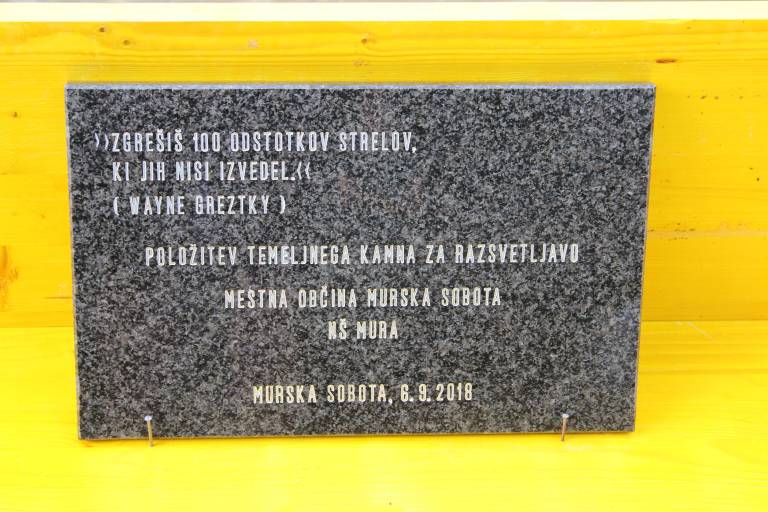 »ZGREŠIŠ 100 ODSTOTKOV STRELOV,
KI JIH NISI IZVEDEL.«
( WAYNE GREZTKY )
POLOŽITEV TEMELJNEGA KAMNA ZA RAZSVETLJAVO
MESTNA OBČINA MURSKA SOBOTA
NŠ MURA
MURSKA SOBOTA, 6. 9. 2018